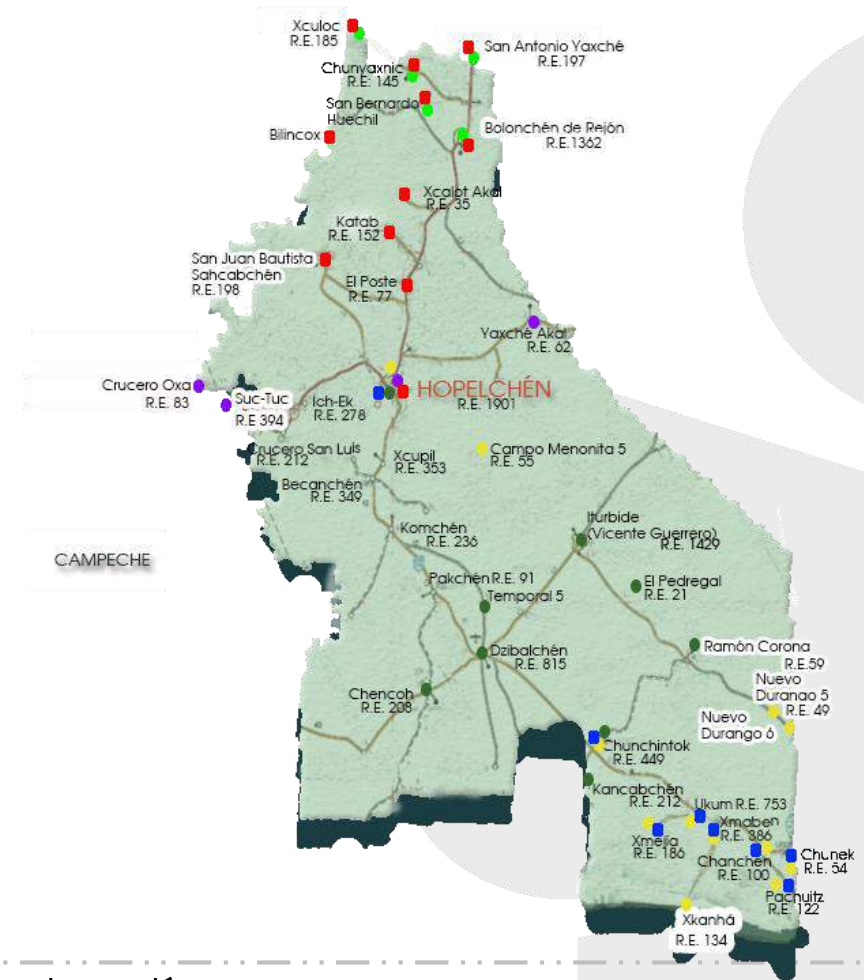 Xculoc
R.E.185
San Antonio Yaxché
R.E.197
Chunyaxnic
R.E: 145
San Bernardo
Huechil
Bilincox
Bolonchén de Rejón
R.E.1362
Xcalot Akal
R.E. 35
Katab
R.E. 152
San Juan Bautista
Sahcabchén
R.E.198
El Poste
R.E. 77
Yaxché Akal
R.E. 62
Crucero Oxa
R.E. 83
Suc-Tuc
R.E 394
Ich-Ek
R.E. 278
HOPELCHÉN
R.E. 1901
Crucero San Luis
R.E. 212
Xcupil
R.E. 353
Campo Menonita 5
R.E. 55
Becanchén
R.E. 349
Komchén
R.E. 236
Iturbide
(Vicente Guerrero)
R.E. 1429
CAMPECHE
Pakchén R.E. 91
Temporal 5
El Pedregal
R.E. 21
Dzibalchén
R.E. 815
Ramón Corona
R.E.59
Chencoh
R.E. 208
Nuevo
Durango 5
R.E. 49
Nuevo
Durango 6
Chunchintok
R.E. 449
Kancabchén
R.E. 212
Ukum R.E. 753
Xmaben
R.E. 386
Xmejia
R.E. 186
Chanchén
R.E. 100
Chunek
R.E. 54
Pachuitz
R.E. 122
Xkanhá
R.E. 134